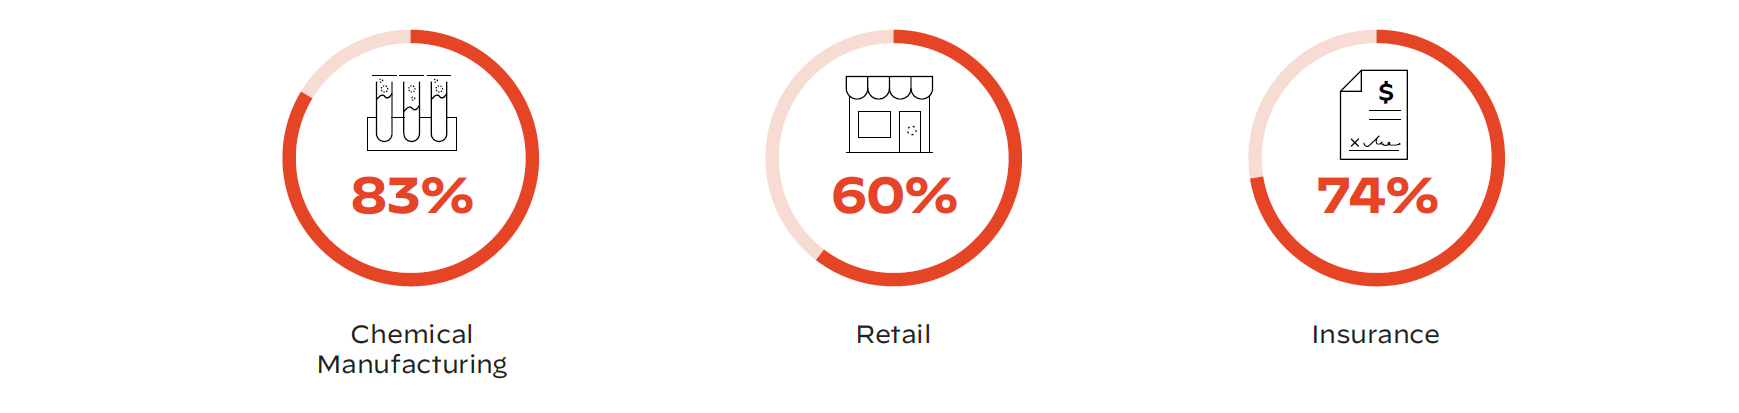 $
83%
60%
74%
Chemical
Manufacturing
Retail
Insurance